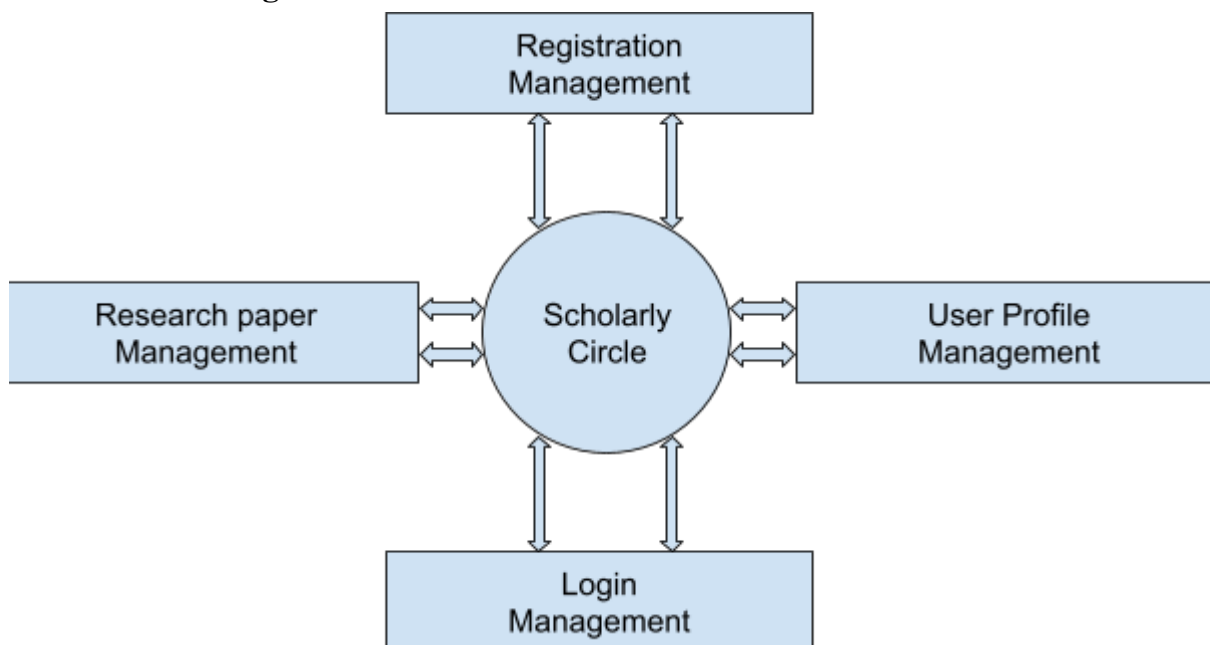 Registration
Management
Research paper
Management
Scholarly
Circle
User Profile
Management
Login
Management